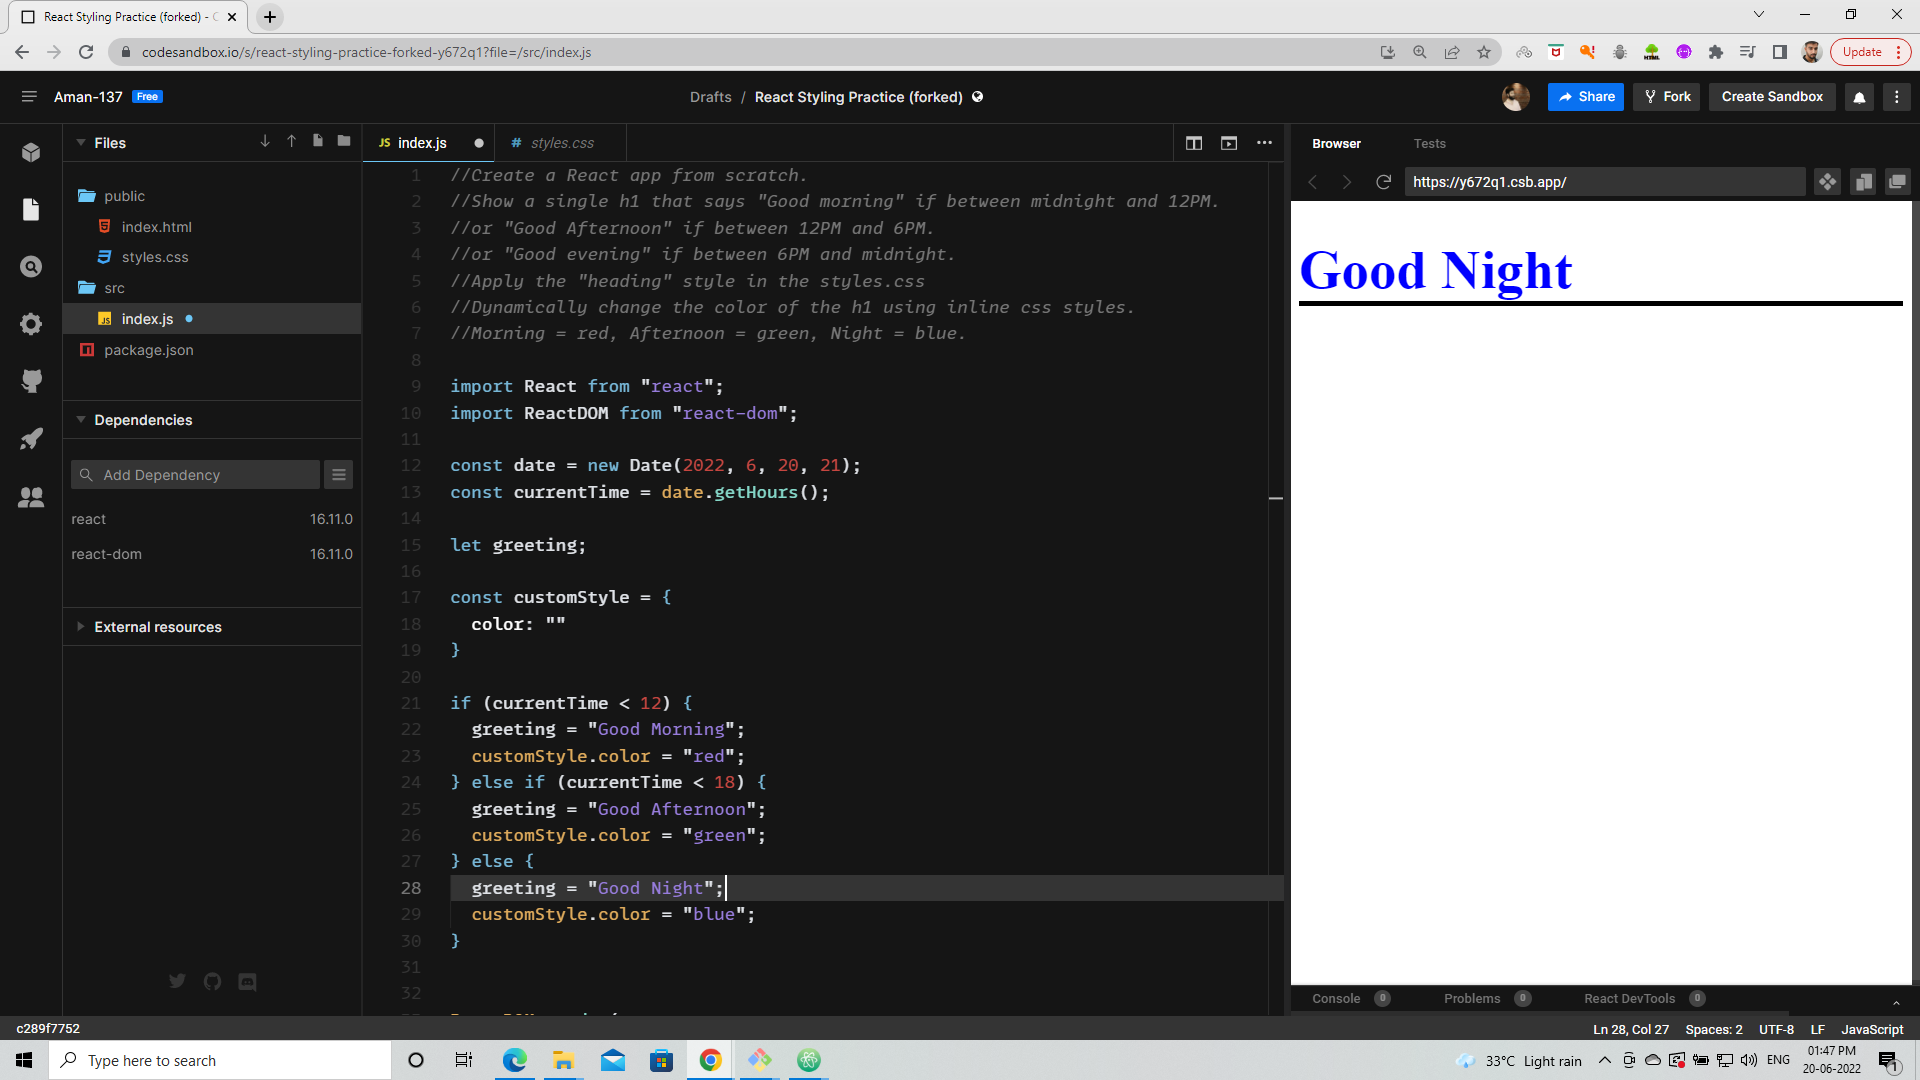 React Styling Practice (forked) - C
codesandbox.io/s/react-styling-practice-forked-y672q1?file=/src/index.js
Update
Aman-137 Free
Drafts / React Styling Practice (forked)
Share
Fork
Create Sandbox
Files
public
index.html
styles.css
src
JS index.js
package.json
Dependencies
Add Dependency
react 16.11.0
react-dom 16.11.0
External resources
JS index.js
# styles.css
1 //Create a React app from scratch.
2 //Show a single h1 that says "Good morning" if between midnight and 12PM.
3 //or "Good Afternoon" if between 12PM and 6PM.
4 //or "Good evening" if between 6PM and midnight.
5 //Apply the "heading" style in the styles.css
6 //Dynamically change the color of the h1 using inline css styles.
7 //Morning = red, Afternoon = green, Night = blue.
8
9 import React from "react";
10 import ReactDOM from "react-dom";
11
12 const date = new Date(2022, 6, 20, 21);
13 const currentTime = date.getHours();
14
15 let greeting;
16
17 const customStyle = {
18 color: ""
19 }
20
21 if (currentTime < 12) {
22 greeting = "Good Morning";
23 customStyle.color = "red";
24 } else if (currentTime < 18) {
25 greeting = "Good Afternoon";
26 customStyle.color = "green";
27 } else {
28 greeting = "Good Night";
29 customStyle.color = "blue";
30 }
31
32
Browser
Tests
https://y672q1.csb.app/
Good Night
Console 0
Problems 0
React DevTools 0
c289f7752
Ln 28, Col 27 Spaces: 2 UTF-8 LF JavaScript
Type here to search
33°C Light rain
ENG
01:47 PM
20-06-2022
1